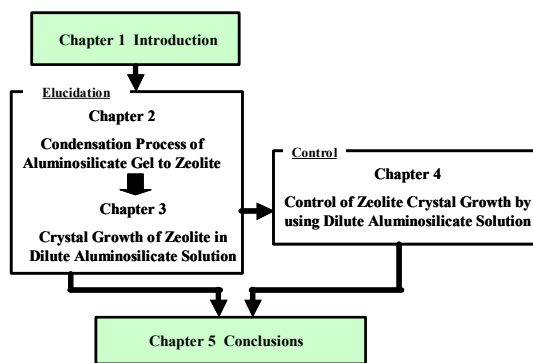 Chapter 1 Introduction
Elucidation
Chapter 2
Condensation Process of
Aluminosilicate Gel to Zeolite
Chapter 3
Crystal Growth of Zeolite in
Dilute Aluminosilicate Solution
Control
Chapter 4
Control of Zeolite Crystal Growth by
using Dilute Aluminosilicate Solution
Chapter 5 Conclusions